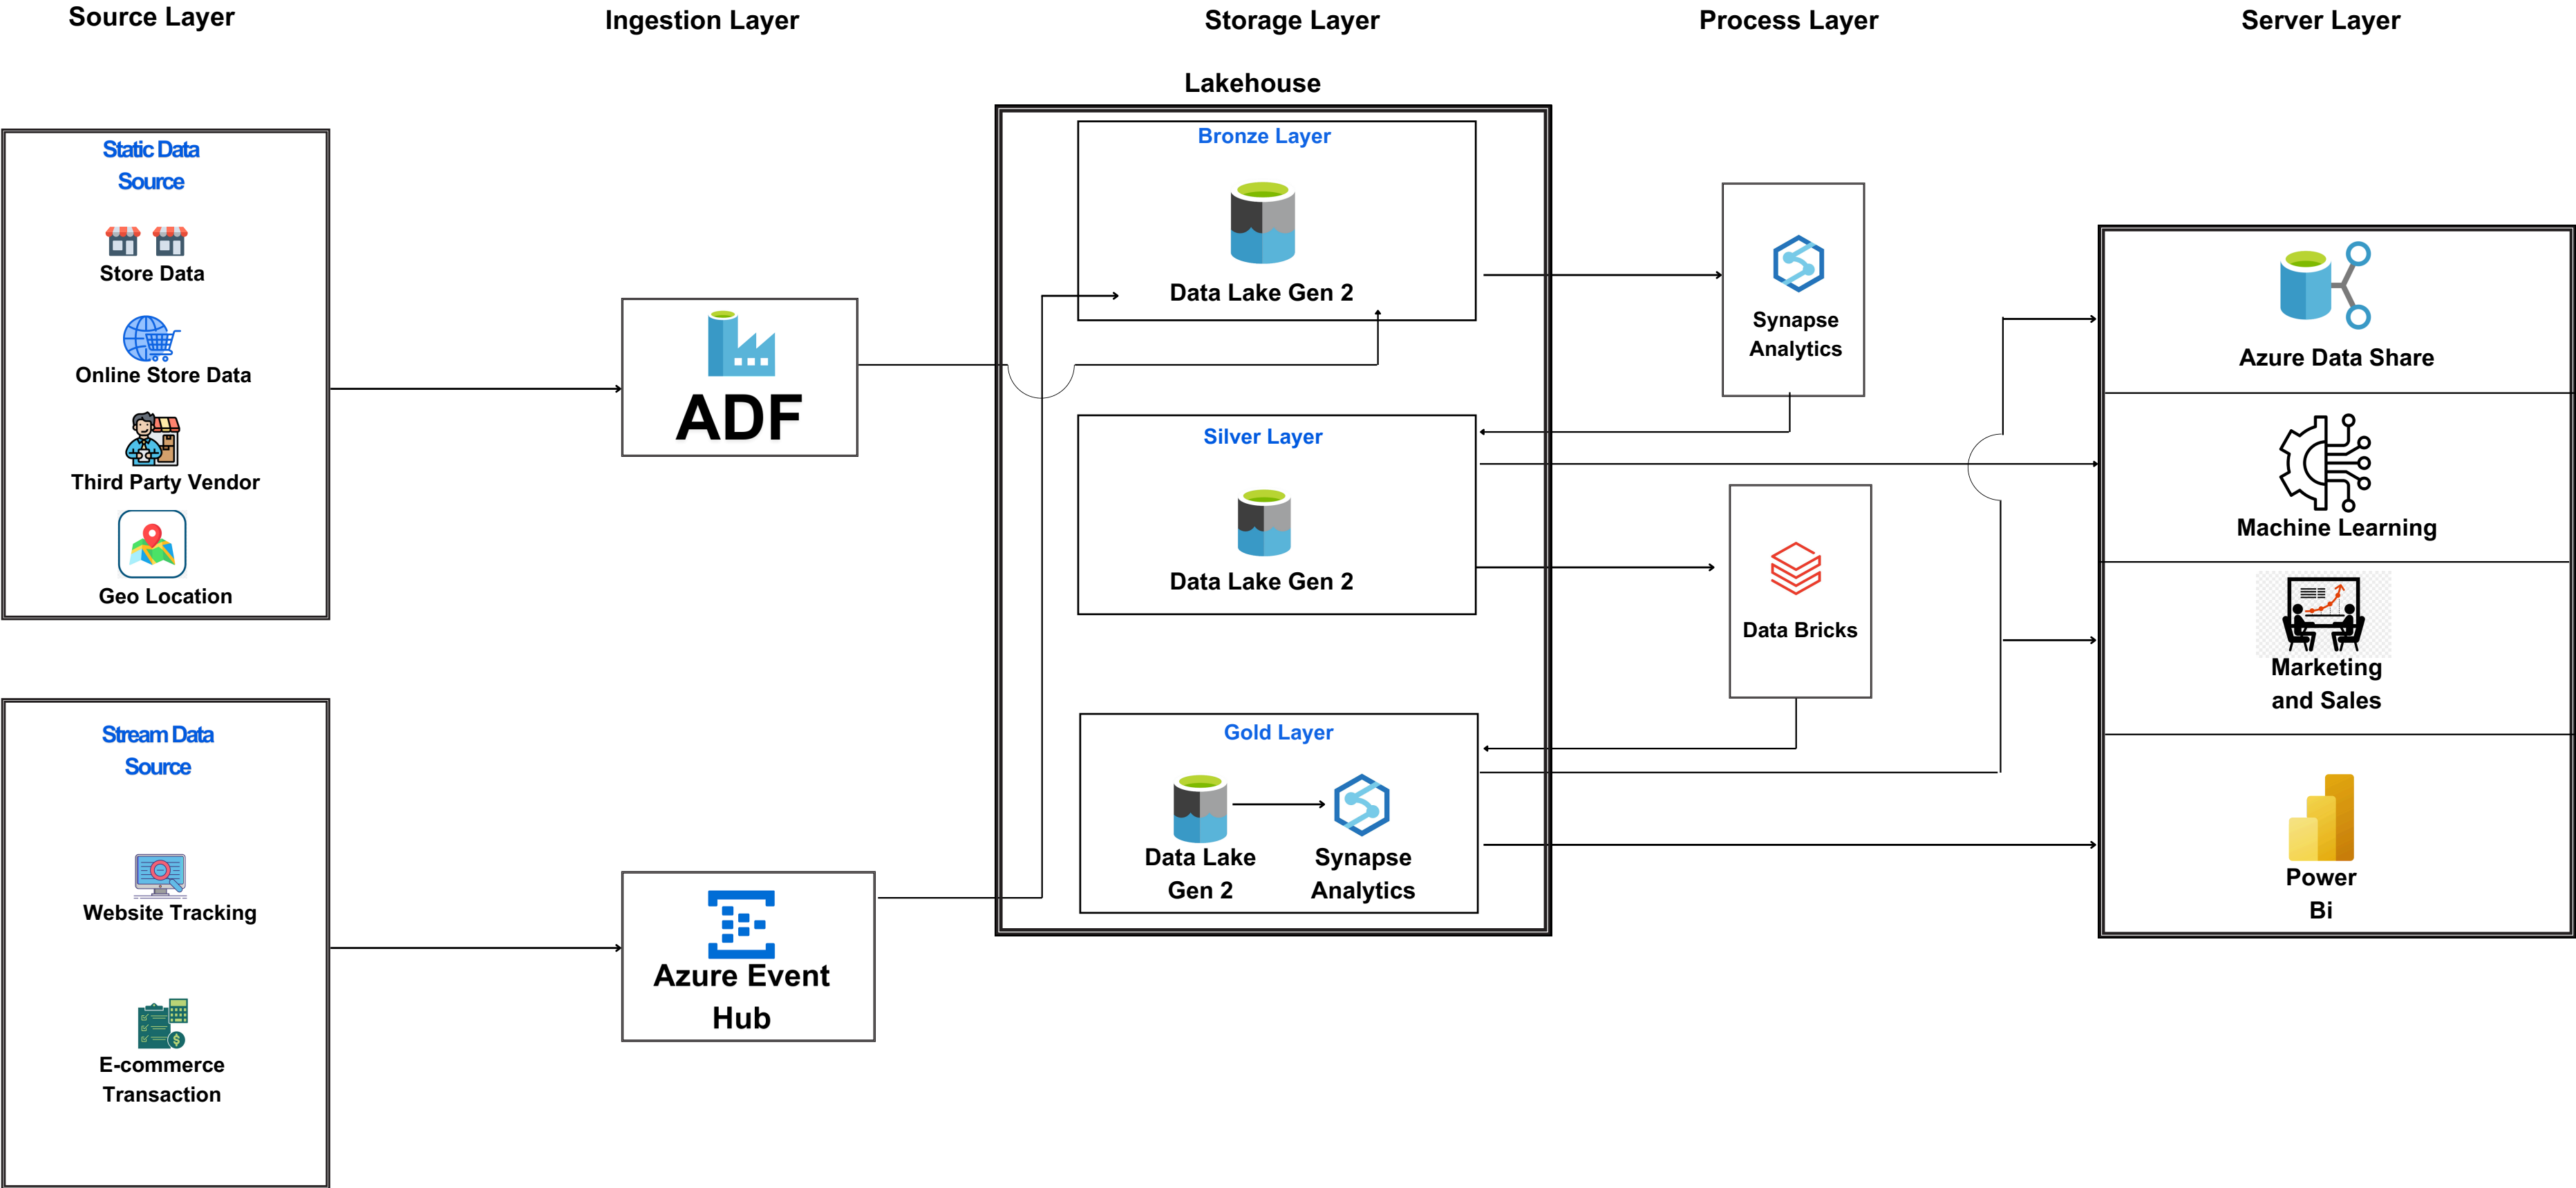 Source Layer
Ingestion Layer
Storage Layer
Process Layer
Server Layer
Static Data
Source
Store Data
Online Store Data
Third Party Vendor
Geo Location
Stream Data
Source
Website Tracking
E-commerce
Transaction
ADF
Azure Event
Hub
Lakehouse
Bronze Layer
Data Lake Gen 2
Silver Layer
Data Lake Gen 2
Gold Layer
Data Lake
Gen 2
Synapse
Analytics
Synapse
Analytics
Data Bricks
Azure Data Share
Machine Learning
Marketing
and Sales
Power
Bi